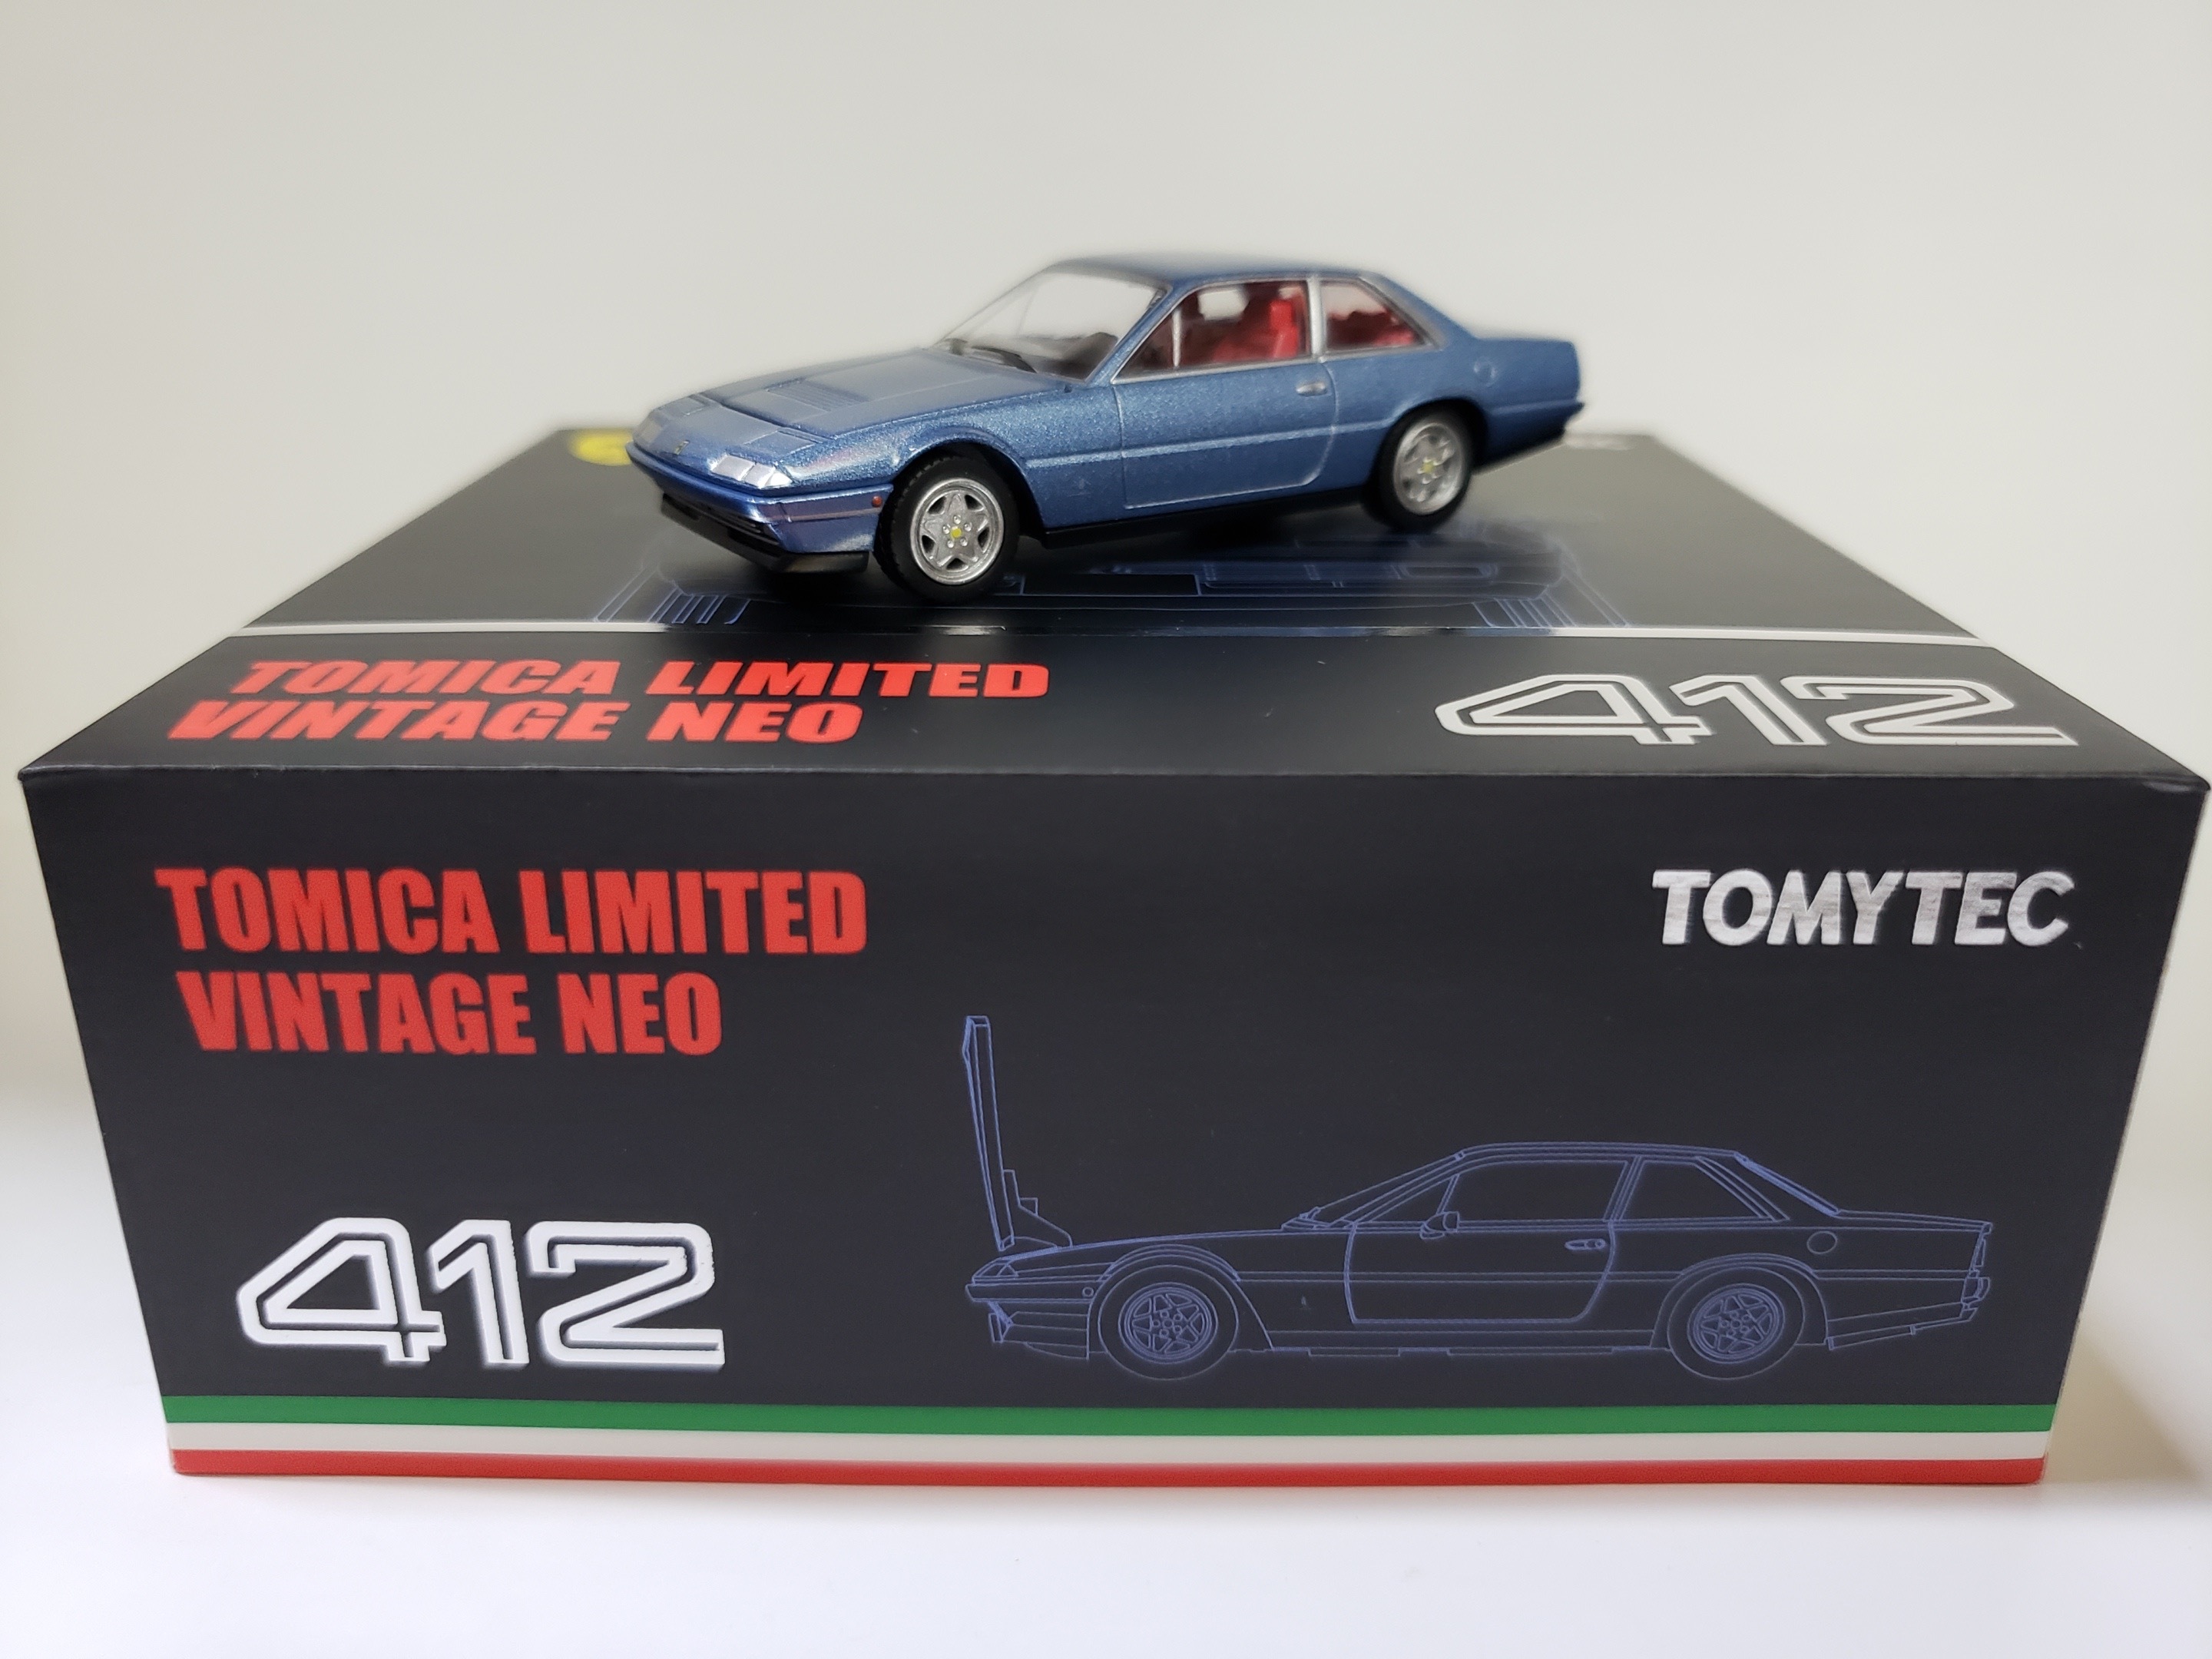 TOMICA LIMITED
VINTAGE NEO
412
TOMICA LIMITED
VINTAGE NEO
TOMYTEC
412